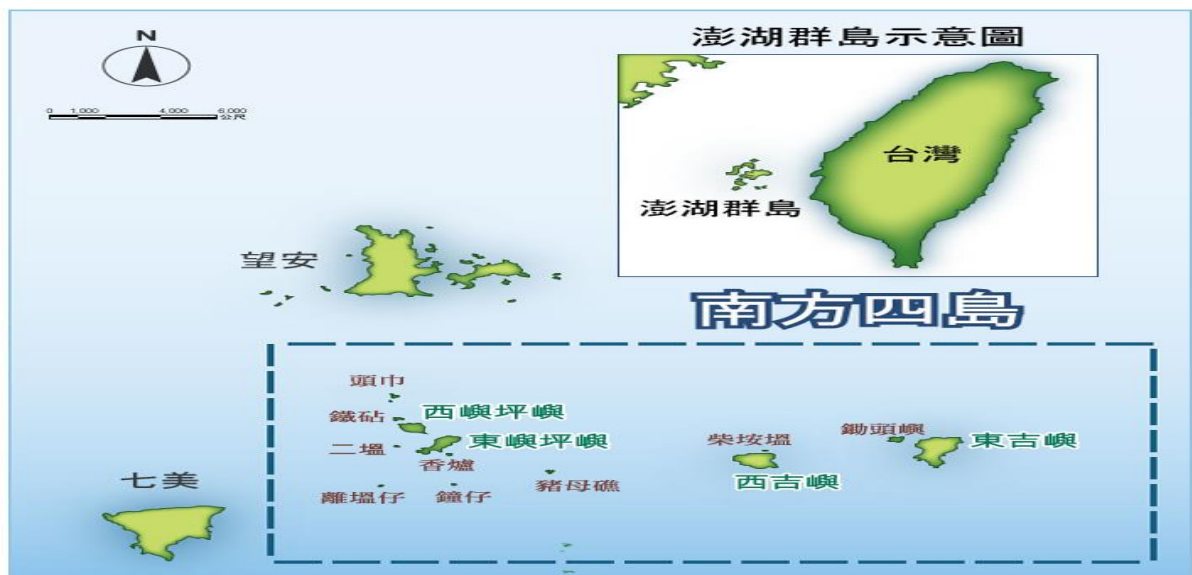 N
0 1,000 4,000 6,000
公尺
澎湖群島示意圖
台灣
澎湖群島
望安
南方四島
頭巾
鐵砧
西嶼坪嶼
二塭
東嶼坪嶼
香爐
離塭仔
鐘仔
豬母礁
柴垵塭
西吉嶼
鋤頭嶼
東吉嶼
七美